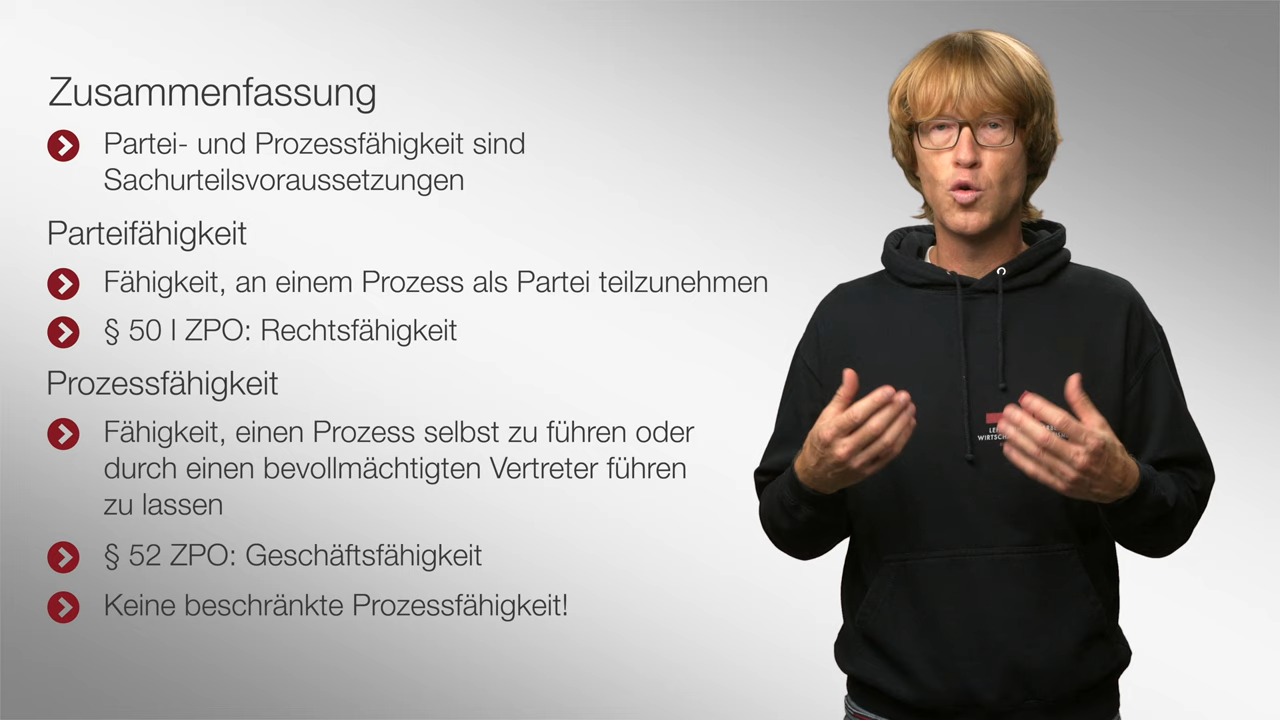 Zusammenfassung
Partei- und Prozessfähigkeit sind
Sachurteilsvoraussetzungen
Parteifähigkeit
Fähigkeit, an einem Prozess als Partei teilzunehmen
§ 50 I ZPO: Rechtsfähigkeit
Prozessfähigkeit
Fähigkeit, einen Prozess selbst zu führen oder
durch einen bevollmächtigten Vertreter führen
zu lassen
§ 52 ZPO: Geschäftsfähigkeit
Keine beschränkte Prozessfähigkeit!